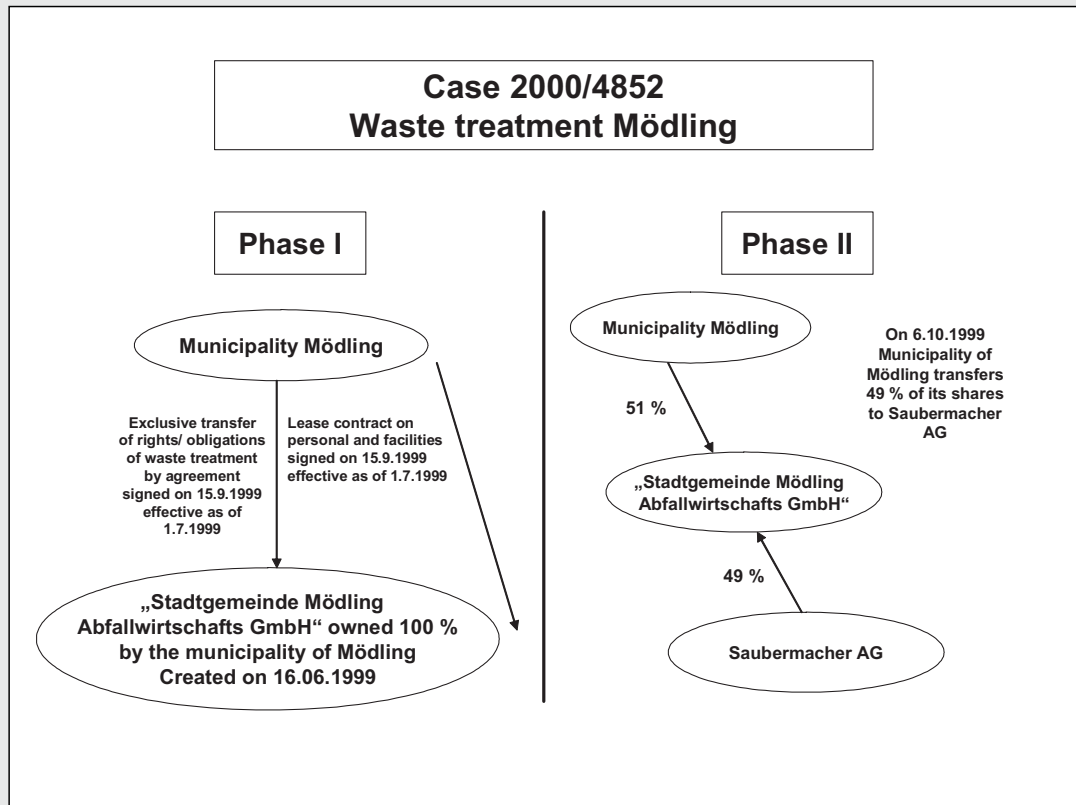 Case 2000/4852
Waste treatment Mödling
Phase I
Municipality Mödling
Exclusive transfer
of rights/ obligations
of waste treatment
by agreement
signed on 15.9.1999
effective as of
1.7.1999
Lease contract on
personal and facilities
signed on 15.9.1999
effective as of 1.7.1999
„Stadtgemeinde Mödling
Abfallwirtschafts GmbH“ owned 100 %
by the municipality of Mödling
Created on 16.06.1999
Phase II
Municipality Mödling
On 6.10.1999
Municipality of
Mödling transfers
49 % of its shares
to Saubermacher
AG
51 %
„Stadtgemeinde Mödling
Abfallwirtschafts GmbH“
49 %
Saubermacher AG